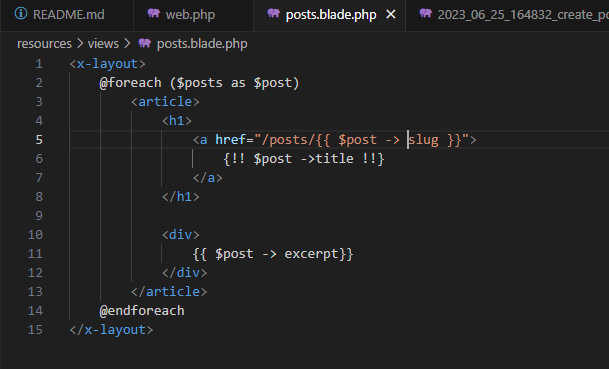 README.md web.php posts.blade.php 2023_06_25_164832_create_po
resources > views > posts.blade.php
1 <x-layout>
2 @foreach ($posts as $post)
3 <article>
4 <h1>
5 <a href="/posts/{{ $post -> slug }}">
6 {!! $post ->title !!}
7 </a>
8 </h1>
9
10 <div>
11 {{ $post -> excerpt}}
12 </div>
13 </article>
14 @endforeach
15 </x-layout>